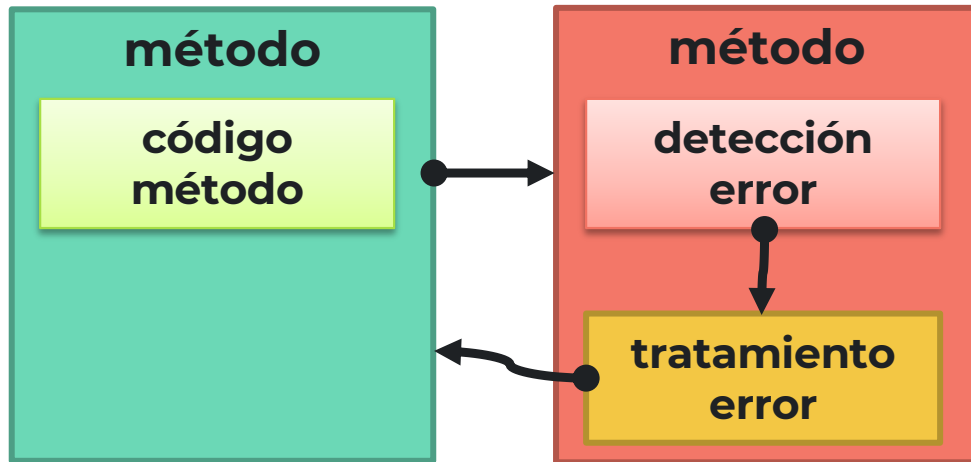 método
código
método
método
detección
error
tratamiento
error